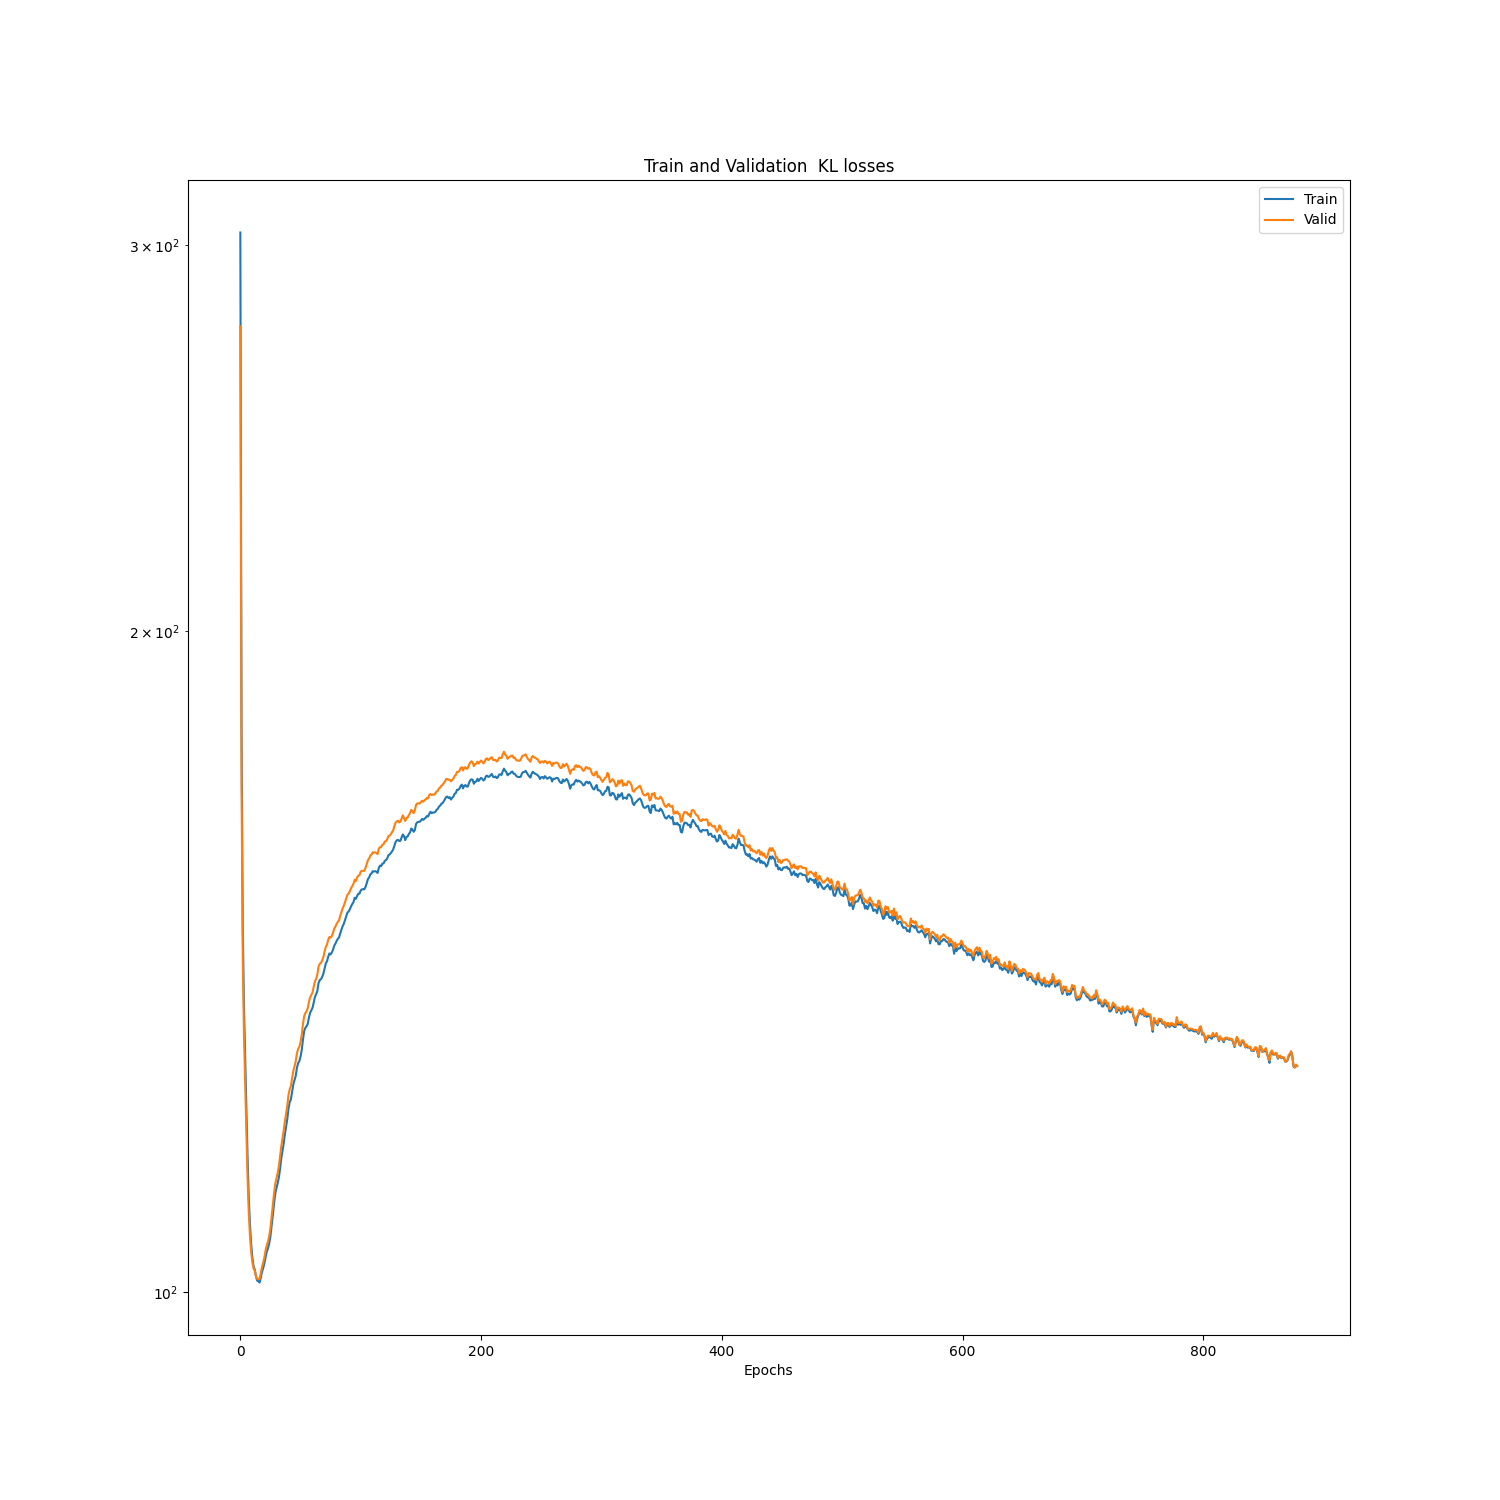 Train and Validation  KL losses
Train
Valid
3 × 10²
2 × 10²
10²
0 200 400 600 800
Epochs